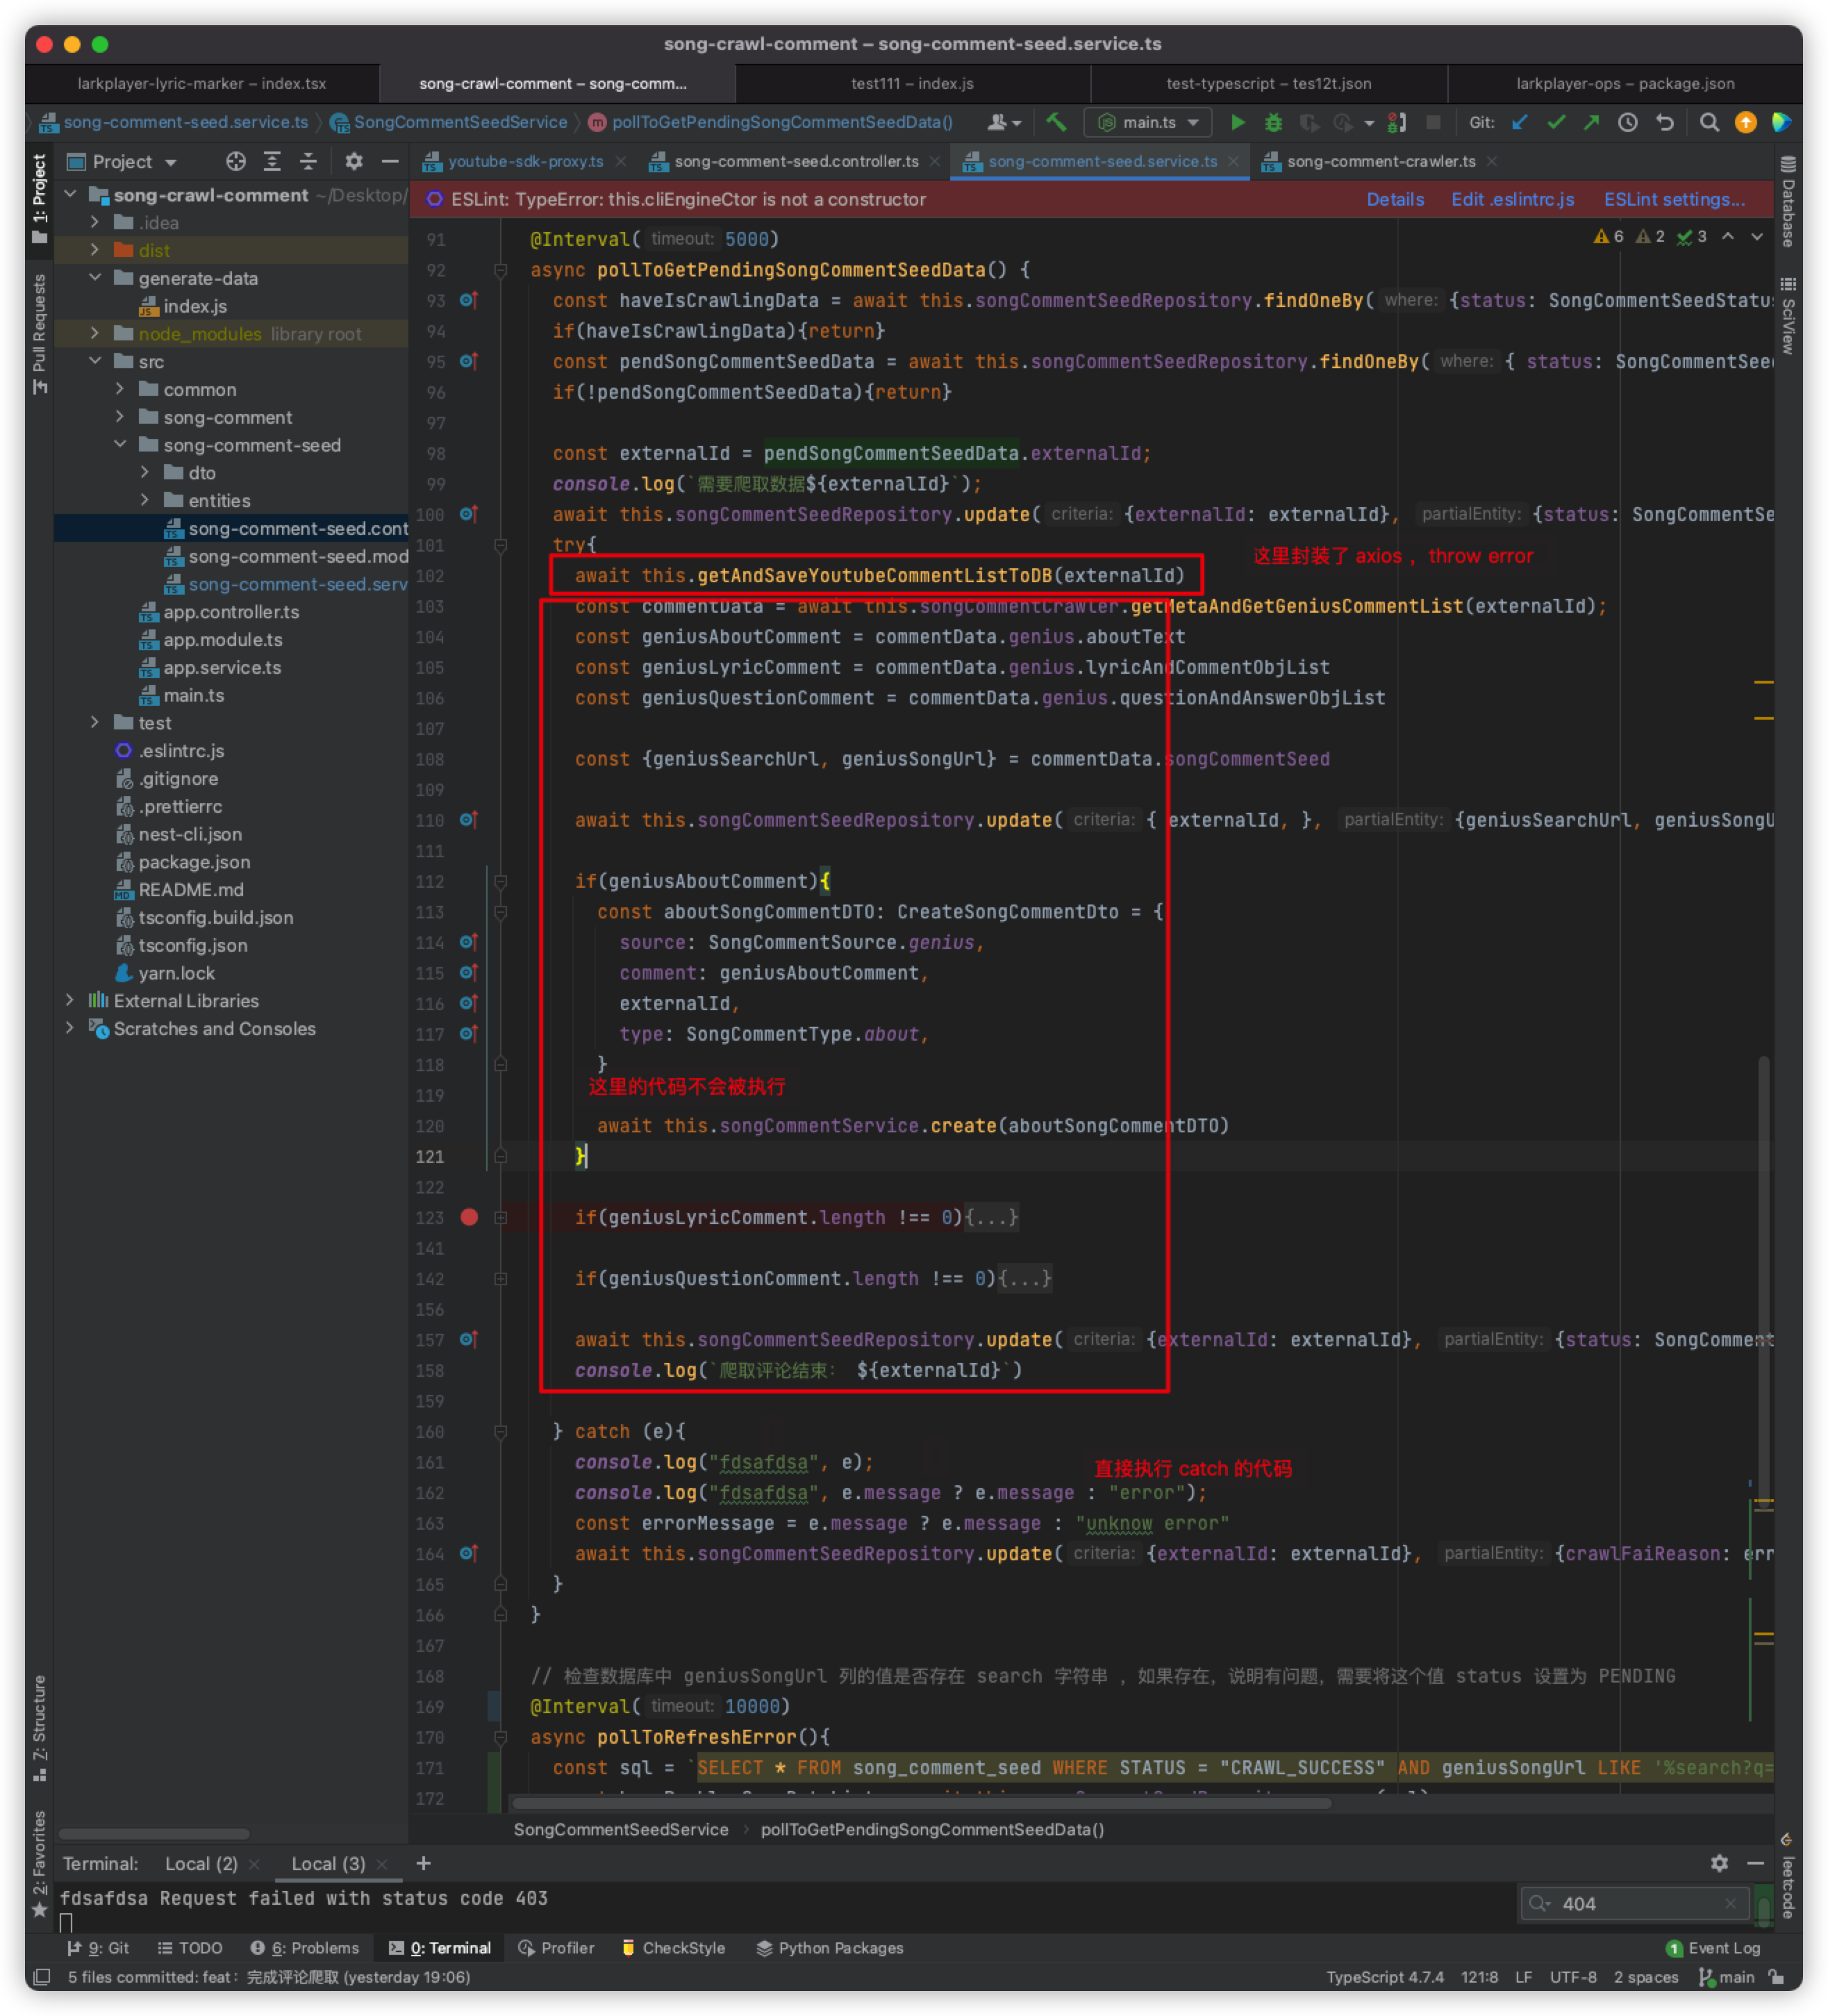 song-crawl-comment – song-comment-seed.service.ts
larkplayer-lyric-marker – index.tsx
song-crawl-comment – song-comm...
test111 – index.js
test-typescript – tes12t.json
larkplayer-ops – package.json
song-comment-seed.service.ts
SongCommentSeedService
pollToGetPendingSongCommentSeedData()
main.ts
Git:
Project
youtube-sdk-proxy.ts
song-comment-seed.controller.ts
song-comment-seed.service.ts
song-comment-crawler.ts
ESLint: TypeError: this.cliEngineCtor is not a constructor
Details
Edit .eslintrc.js
ESLint settings...
1: Project
Pull Requests
Z: Structure
2: Favorites
Database
SciView
leetcode
song-crawl-comment ~/Desktop/
.idea
dist
generate-data
index.js
node_modules library root
src
common
song-comment
song-comment-seed
dto
entities
song-comment-seed.cont
song-comment-seed.mod
song-comment-seed.serv
app.controller.ts
app.module.ts
app.service.ts
main.ts
test
.eslintrc.js
.gitignore
.prettierrc
nest-cli.json
package.json
README.md
tsconfig.build.json
tsconfig.json
yarn.lock
External Libraries
Scratches and Consoles
6 2 3
91 @Interval( timeout: 5000)
92 async pollToGetPendingSongCommentSeedData() {
93 const haveIsCrawlingData = await this.songCommentSeedRepository.findOneBy( where: {status: SongCommentSeedStatu
94 if(haveIsCrawlingData){return}
95 const pendSongCommentSeedData = await this.songCommentSeedRepository.findOneBy( where: { status: SongCommentSee
96 if(!pendSongCommentSeedData){return}
97
98 const externalId = pendSongCommentSeedData.externalId;
99 console.log(`需要爬取数据${externalId}`);
100 await this.songCommentSeedRepository.update( criteria: {externalId: externalId}, partialEntity: {status: SongCommentSe
101 try{
这里封装了 axios ，throw error
102 await this.getAndSaveYoutubeCommentListToDB(externalId)
103 const commentData = await this.songCommentCrawler.getMetaAndGetGeniusCommentList(externalId);
104 const geniusAboutComment = commentData.genius.aboutText
105 const geniusLyricComment = commentData.genius.lyricAndCommentObjList
106 const geniusQuestionComment = commentData.genius.questionAndAnswerObjList
107
108 const {geniusSearchUrl, geniusSongUrl} = commentData.songCommentSeed
109
110 await this.songCommentSeedRepository.update( criteria: { externalId, }, partialEntity: {geniusSearchUrl, geniusSongU
111
112 if(geniusAboutComment){
113 const aboutSongCommentDTO: CreateSongCommentDto = {
114 source: SongCommentSource.genius,
115 comment: geniusAboutComment,
116 externalId,
117 type: SongCommentType.about,
118 }
这里的代码不会被执行
119
120 await this.songCommentService.create(aboutSongCommentDTO)
121 }
122
123 if(geniusLyricComment.length !== 0){...}
141
142 if(geniusQuestionComment.length !== 0){...}
156
157 await this.songCommentSeedRepository.update( criteria: {externalId: externalId}, partialEntity: {status: SongComment
158 console.log(`爬取评论结束： ${externalId}`)
159
160 } catch (e){
161 console.log("fdsafdsa", e);
直接执行 catch 的代码
162 console.log("fdsafdsa", e.message ? e.message : "error");
163 const errorMessage = e.message ? e.message : "unknow error"
164 await this.songCommentSeedRepository.update( criteria: {externalId: externalId}, partialEntity: {crawlFaiReason: err
165 }
166 }
167
168 // 检查数据库中 geniusSongUrl 列的值是否存在 search 字符串 ，如果存在，说明有问题，需要将这个值 status 设置为 PENDING
169 @Interval( timeout: 10000)
170 async pollToRefreshError(){
171 const sql = `SELECT * FROM song_comment_seed WHERE STATUS = "CRAWL_SUCCESS" AND geniusSongUrl LIKE '%search?q=
172
SongCommentSeedService
pollToGetPendingSongCommentSeedData()
Terminal: Local (2) Local (3)
fdsafdsa Request failed with status code 403
404
9: Git
TODO
6: Problems
0: Terminal
Profiler
CheckStyle
Python Packages
1 Event Log
5 files committed: feat： 完成评论爬取 (yesterday 19:06)
TypeScript 4.7.4 121:8 LF UTF-8 2 spaces main